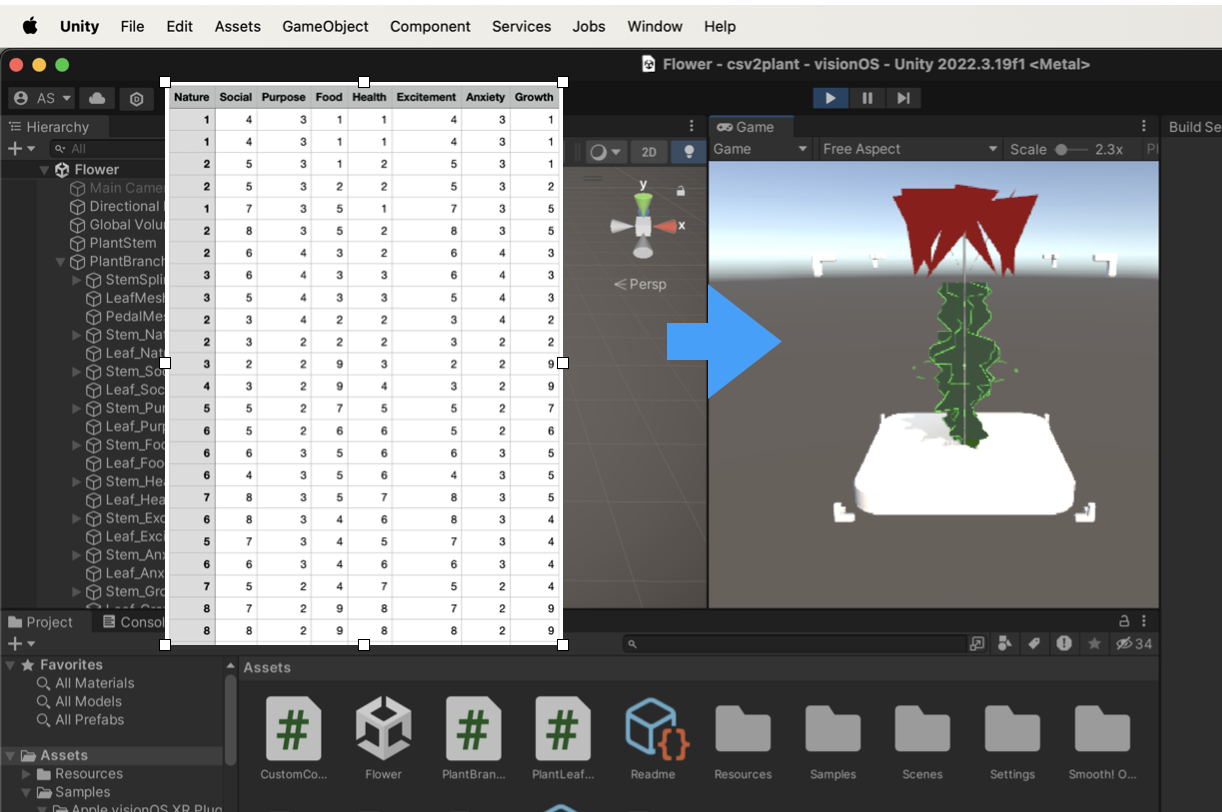 Unity File Edit Assets GameObject Component Services Jobs Window Help
Flower - csv2plant - visionOS - Unity 2022.3.19f1 <Metal>
AS
Hierarchy
All
Flower
Main Came
Directional
Global Volu
PlantStem
PlantBranch
StemSpli
LeafMesh
PedalMes
Stem_Nat
Leaf_Nat
Stem_Soc
Leaf_Soc
Stem_Pur
Leaf_Purp
Stem_Foo
Leaf_Foo
Stem_Hea
Leaf_Hea
Stem_Exc
Leaf_Exci
Stem_Anx
Leaf_Anx
Stem_Gro
Nature Social Purpose Food Health Excitement Anxiety Growth
1 4 3 1 1 4 3 1
1 4 3 1 1 4 3 1
2 5 3 1 2 5 3 1
2 5 3 2 2 5 3 2
1 7 3 5 1 7 3 5
2 8 3 5 2 8 3 5
2 6 4 3 2 6 4 3
3 6 4 3 3 6 4 3
3 5 4 3 3 5 4 3
2 3 4 2 2 3 4 2
2 3 2 2 2 3 2 2
3 2 2 9 3 2 2 9
4 3 2 9 4 3 2 9
5 5 2 7 5 5 2 7
6 5 2 6 6 5 2 6
6 6 3 5 6 6 3 5
6 4 3 5 6 4 3 5
7 8 3 5 7 8 3 5
6 8 3 4 6 8 3 4
5 7 3 4 5 7 3 4
6 6 3 4 6 6 3 4
7 5 2 4 7 5 2 4
8 7 2 9 8 7 2 9
8 8 2 9 8 8 2 9
2D
y
x
Persp
Game
Game Free Aspect Scale 2.3x Pl
Build Se
Project Consol
34
Favorites
All Materials
All Models
All Prefabs
Assets
Resources
Samples
Apple visionOS XR Plug
Assets
CustomCo... Flower PlantBran... PlantLeaf... Readme Resources Samples Scenes Settings Smooth! O...